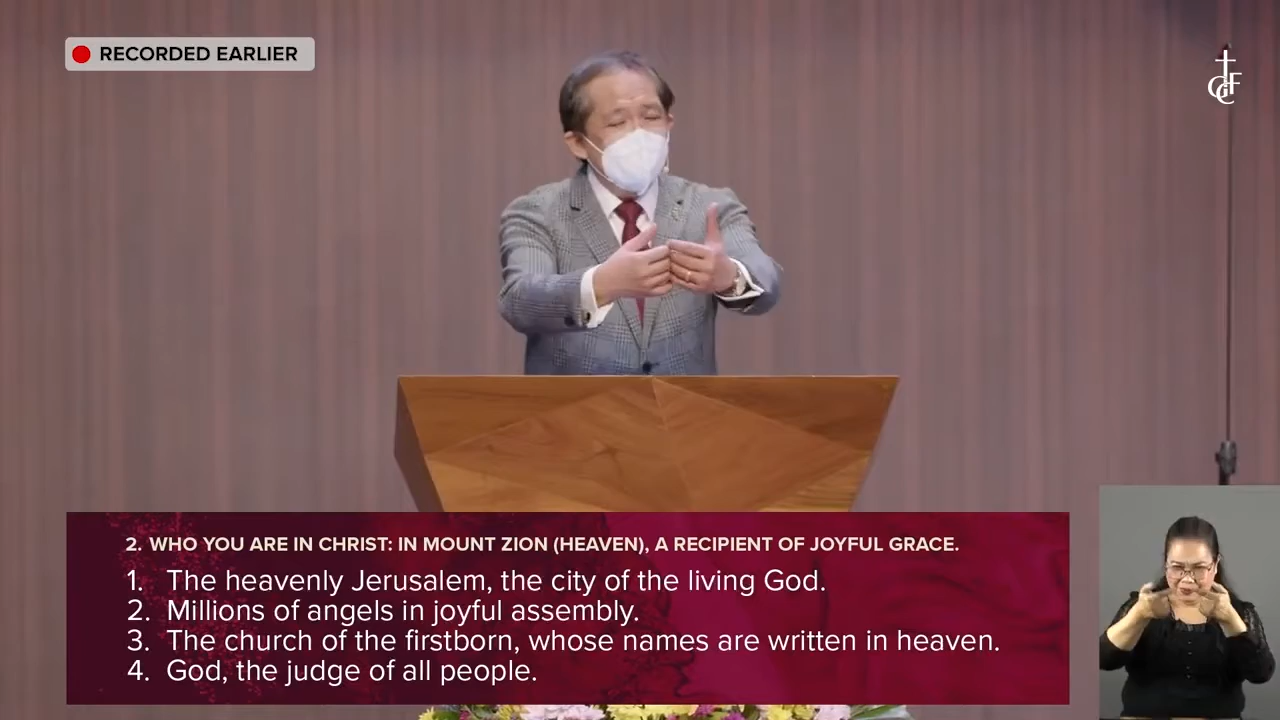 RECORDED EARLIER
GCF
2. WHO YOU ARE IN CHRIST: IN MOUNT ZION (HEAVEN), A RECIPIENT OF JOYFUL GRACE.
1. The heavenly Jerusalem, the city of the living God.
2. Millions of angels in joyful assembly.
3. The church of the firstborn, whose names are written in heaven.
4. God, the judge of all people.